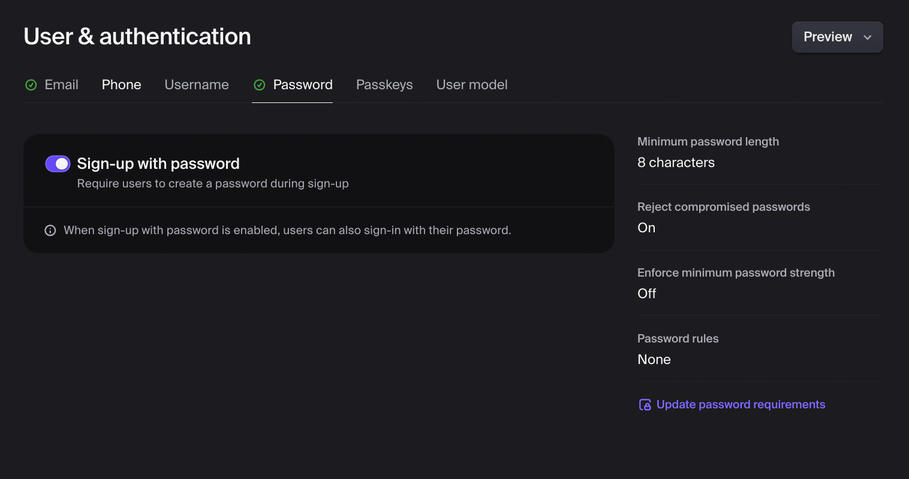 User & authentication
Preview
Email Phone Username Password Passkeys User model
Sign-up with password
Require users to create a password during sign-up
When sign-up with password is enabled, users can also sign-in with their password.
Minimum password length
8 characters
Reject compromised passwords
On
Enforce minimum password strength
Off
Password rules
None
Update password requirements